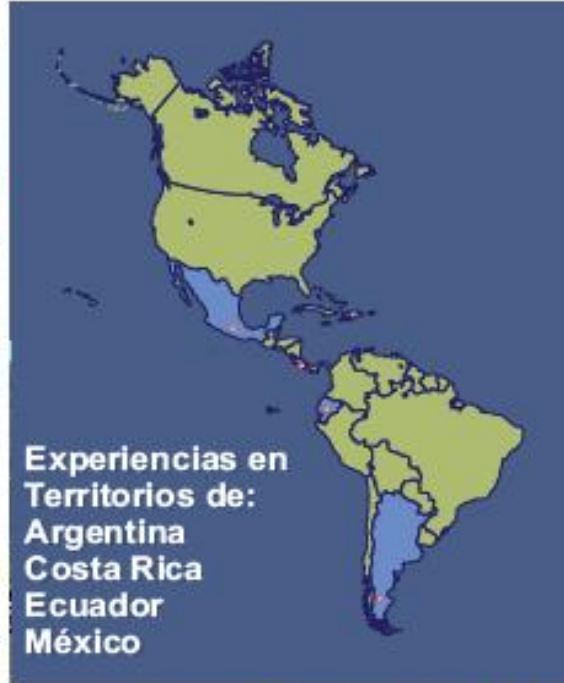 Experiencias en
Territorios de:
Argentina
Costa Rica
Ecuador
México